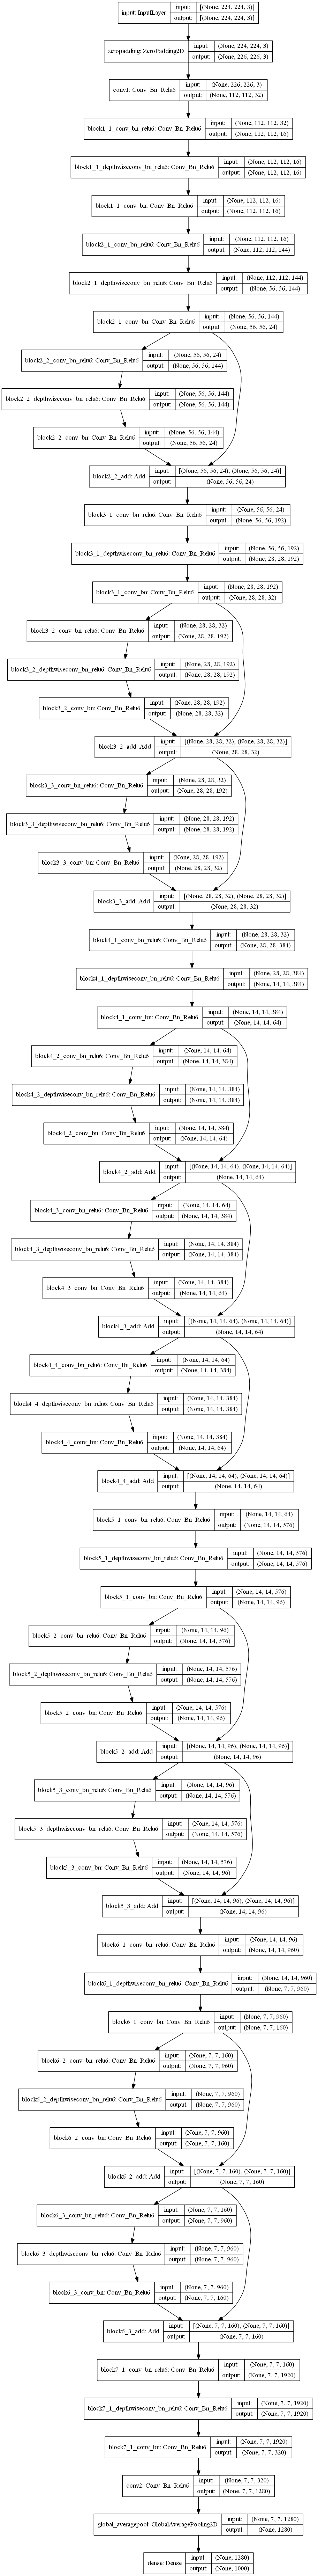 input: InputLayer input: [(None, 224, 224, 3)]
output: [(None, 224, 224, 3)]
zeropadding: ZeroPadding2D input: (None, 224, 224, 3)
output: (None, 226, 226, 3)
conv1: Conv_Bn_Relu6 input: (None, 226, 226, 3)
output: (None, 112, 112, 32)
block1_1_conv_bn_relu6: Conv_Bn_Relu6 input: (None, 112, 112, 32)
output: (None, 112, 112, 16)
block1_1_depthwiseconv_bn_relu6: Conv_Bn_Relu6 input: (None, 112, 112, 16)
output: (None, 112, 112, 16)
block1_1_conv_bn: Conv_Bn_Relu6 input: (None, 112, 112, 16)
output: (None, 112, 112, 16)
block2_1_conv_bn_relu6: Conv_Bn_Relu6 input: (None, 112, 112, 16)
output: (None, 112, 112, 144)
block2_1_depthwiseconv_bn_relu6: Conv_Bn_Relu6 input: (None, 112, 112, 144)
output: (None, 56, 56, 144)
block2_1_conv_bn: Conv_Bn_Relu6 input: (None, 56, 56, 144)
output: (None, 56, 56, 24)
block2_2_conv_bn_relu6: Conv_Bn_Relu6 input: (None, 56, 56, 24)
output: (None, 56, 56, 144)
block2_2_depthwiseconv_bn_relu6: Conv_Bn_Relu6 input: (None, 56, 56, 144)
output: (None, 56, 56, 144)
block2_2_conv_bn: Conv_Bn_Relu6 input: (None, 56, 56, 144)
output: (None, 56, 56, 24)
block2_2_add: Add input: [(None, 56, 56, 24), (None, 56, 56, 24)]
output: (None, 56, 56, 24)
block3_1_conv_bn_relu6: Conv_Bn_Relu6 input: (None, 56, 56, 24)
output: (None, 56, 56, 192)
block3_1_depthwiseconv_bn_relu6: Conv_Bn_Relu6 input: (None, 56, 56, 192)
output: (None, 28, 28, 192)
block3_1_conv_bn: Conv_Bn_Relu6 input: (None, 28, 28, 192)
output: (None, 28, 28, 32)
block3_2_conv_bn_relu6: Conv_Bn_Relu6 input: (None, 28, 28, 32)
output: (None, 28, 28, 192)
block3_2_depthwiseconv_bn_relu6: Conv_Bn_Relu6 input: (None, 28, 28, 192)
output: (None, 28, 28, 192)
block3_2_conv_bn: Conv_Bn_Relu6 input: (None, 28, 28, 192)
output: (None, 28, 28, 32)
block3_2_add: Add input: [(None, 28, 28, 32), (None, 28, 28, 32)]
output: (None, 28, 28, 32)
block3_3_conv_bn_relu6: Conv_Bn_Relu6 input: (None, 28, 28, 32)
output: (None, 28, 28, 192)
block3_3_depthwiseconv_bn_relu6: Conv_Bn_Relu6 input: (None, 28, 28, 192)
output: (None, 28, 28, 192)
block3_3_conv_bn: Conv_Bn_Relu6 input: (None, 28, 28, 192)
output: (None, 28, 28, 32)
block3_3_add: Add input: [(None, 28, 28, 32), (None, 28, 28, 32)]
output: (None, 28, 28, 32)
block4_1_conv_bn_relu6: Conv_Bn_Relu6 input: (None, 28, 28, 32)
output: (None, 28, 28, 384)
block4_1_depthwiseconv_bn_relu6: Conv_Bn_Relu6 input: (None, 28, 28, 384)
output: (None, 14, 14, 384)
block4_1_conv_bn: Conv_Bn_Relu6 input: (None, 14, 14, 384)
output: (None, 14, 14, 64)
block4_2_conv_bn_relu6: Conv_Bn_Relu6 input: (None, 14, 14, 64)
output: (None, 14, 14, 384)
block4_2_depthwiseconv_bn_relu6: Conv_Bn_Relu6 input: (None, 14, 14, 384)
output: (None, 14, 14, 384)
block4_2_conv_bn: Conv_Bn_Relu6 input: (None, 14, 14, 384)
output: (None, 14, 14, 64)
block4_2_add: Add input: [(None, 14, 14, 64), (None, 14, 14, 64)]
output: (None, 14, 14, 64)
block4_3_conv_bn_relu6: Conv_Bn_Relu6 input: (None, 14, 14, 64)
output: (None, 14, 14, 384)
block4_3_depthwiseconv_bn_relu6: Conv_Bn_Relu6 input: (None, 14, 14, 384)
output: (None, 14, 14, 384)
block4_3_conv_bn: Conv_Bn_Relu6 input: (None, 14, 14, 384)
output: (None, 14, 14, 64)
block4_3_add: Add input: [(None, 14, 14, 64), (None, 14, 14, 64)]
output: (None, 14, 14, 64)
block4_4_conv_bn_relu6: Conv_Bn_Relu6 input: (None, 14, 14, 64)
output: (None, 14, 14, 384)
block4_4_depthwiseconv_bn_relu6: Conv_Bn_Relu6 input: (None, 14, 14, 384)
output: (None, 14, 14, 384)
block4_4_conv_bn: Conv_Bn_Relu6 input: (None, 14, 14, 384)
output: (None, 14, 14, 64)
block4_4_add: Add input: [(None, 14, 14, 64), (None, 14, 14, 64)]
output: (None, 14, 14, 64)
block5_1_conv_bn_relu6: Conv_Bn_Relu6 input: (None, 14, 14, 64)
output: (None, 14, 14, 576)
block5_1_depthwiseconv_bn_relu6: Conv_Bn_Relu6 input: (None, 14, 14, 576)
output: (None, 14, 14, 576)
block5_1_conv_bn: Conv_Bn_Relu6 input: (None, 14, 14, 576)
output: (None, 14, 14, 96)
block5_2_conv_bn_relu6: Conv_Bn_Relu6 input: (None, 14, 14, 96)
output: (None, 14, 14, 576)
block5_2_depthwiseconv_bn_relu6: Conv_Bn_Relu6 input: (None, 14, 14, 576)
output: (None, 14, 14, 576)
block5_2_conv_bn: Conv_Bn_Relu6 input: (None, 14, 14, 576)
output: (None, 14, 14, 96)
block5_2_add: Add input: [(None, 14, 14, 96), (None, 14, 14, 96)]
output: (None, 14, 14, 96)
block5_3_conv_bn_relu6: Conv_Bn_Relu6 input: (None, 14, 14, 96)
output: (None, 14, 14, 576)
block5_3_depthwiseconv_bn_relu6: Conv_Bn_Relu6 input: (None, 14, 14, 576)
output: (None, 14, 14, 576)
block5_3_conv_bn: Conv_Bn_Relu6 input: (None, 14, 14, 576)
output: (None, 14, 14, 96)
block5_3_add: Add input: [(None, 14, 14, 96), (None, 14, 14, 96)]
output: (None, 14, 14, 96)
block6_1_conv_bn_relu6: Conv_Bn_Relu6 input: (None, 14, 14, 96)
output: (None, 14, 14, 960)
block6_1_depthwiseconv_bn_relu6: Conv_Bn_Relu6 input: (None, 14, 14, 960)
output: (None, 7, 7, 960)
block6_1_conv_bn: Conv_Bn_Relu6 input: (None, 7, 7, 960)
output: (None, 7, 7, 160)
block6_2_conv_bn_relu6: Conv_Bn_Relu6 input: (None, 7, 7, 160)
output: (None, 7, 7, 960)
block6_2_depthwiseconv_bn_relu6: Conv_Bn_Relu6 input: (None, 7, 7, 960)
output: (None, 7, 7, 960)
block6_2_conv_bn: Conv_Bn_Relu6 input: (None, 7, 7, 960)
output: (None, 7, 7, 160)
block6_2_add: Add input: [(None, 7, 7, 160), (None, 7, 7, 160)]
output: (None, 7, 7, 160)
block6_3_conv_bn_relu6: Conv_Bn_Relu6 input: (None, 7, 7, 160)
output: (None, 7, 7, 960)
block6_3_depthwiseconv_bn_relu6: Conv_Bn_Relu6 input: (None, 7, 7, 960)
output: (None, 7, 7, 960)
block6_3_conv_bn: Conv_Bn_Relu6 input: (None, 7, 7, 960)
output: (None, 7, 7, 160)
block6_3_add: Add input: [(None, 7, 7, 160), (None, 7, 7, 160)]
output: (None, 7, 7, 160)
block7_1_conv_bn_relu6: Conv_Bn_Relu6 input: (None, 7, 7, 160)
output: (None, 7, 7, 1920)
block7_1_depthwiseconv_bn_relu6: Conv_Bn_Relu6 input: (None, 7, 7, 1920)
output: (None, 7, 7, 1920)
block7_1_conv_bn: Conv_Bn_Relu6 input: (None, 7, 7, 1920)
output: (None, 7, 7, 320)
conv2: Conv_Bn_Relu6 input: (None, 7, 7, 320)
output: (None, 7, 7, 1280)
global_averagepool: GlobalAveragePooling2D input: (None, 7, 7, 1280)
output: (None, 1280)
dense: Dense input: (None, 1280)
output: (None, 1000)